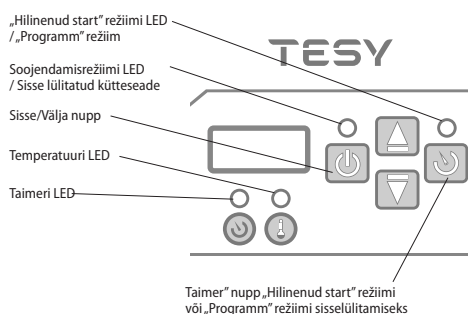 „Hilinenud start” režiimi LED
/ „Programm” režiim
TESY
Soojendamisrežiimi LED
/ Sisse lülitatud kütteseade
Sisse/Välja nupp
Temperatuuri LED
Taimeri LED
Taimer” nupp „Hilinenud start” režiimi
või „Programm” režiimi sisselülitamiseks